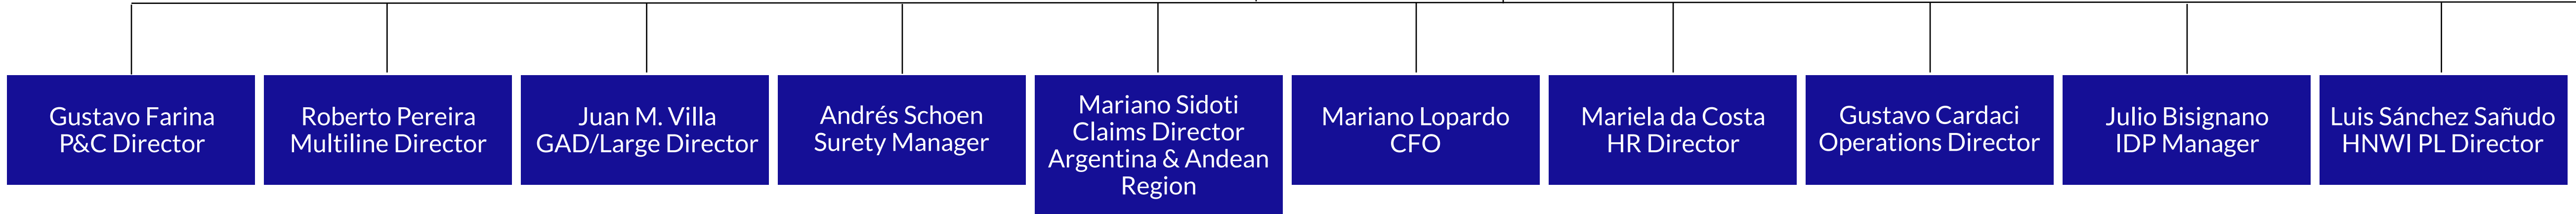 Gustavo Farina
P&C Director
Roberto Pereira
Multiline Director
Juan M. Villa
GAD/Large Director
Andrés Schoen
Surety Manager
Mariano Sidoti
Claims Director
Argentina & Andean
Region
Mariano Lopardo
CFO
Mariela da Costa
HR Director
Gustavo Cardaci
Operations Director
Julio Bisignano
IDP Manager
Luis Sánchez Sañudo
HNWI PL Director